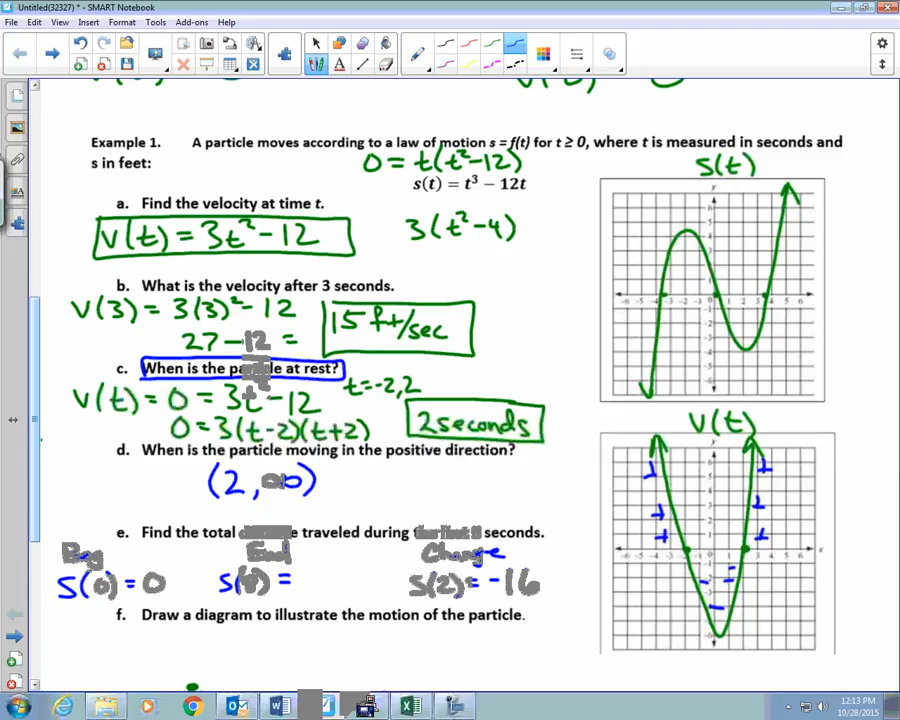 Untitled(32327) * - SMART Notebook
File Edit View Insert Format Tools Add-ons Help
Example 1. A particle moves according to a law of motion s = f(t) for t ≥ 0, where t is measured in seconds and
s in feet:
0 = t(t² - 12)
s(t) = t³ − 12t
S(t)
a. Find the velocity at time t.
V(t) = 3t² - 12
3(t² - 4)
b. What is the velocity after 3 seconds.
V(3) = 3(3)² - 12
15 ft/sec
27 - 12 =
c. When is the particle at rest?
t = -2, 2
V(t) = 0 = 3t² - 12
0 = 3(t-2)(t+2)
2 seconds
V(t)
d. When is the particle moving in the positive direction?
(2, ∞)
e. Find the total traveled during seconds.
Beg End Change
S(0) = 0 S( ) = S(2) = -16
f. Draw a diagram to illustrate the motion of the particle.
12:13 PM
10/28/2015